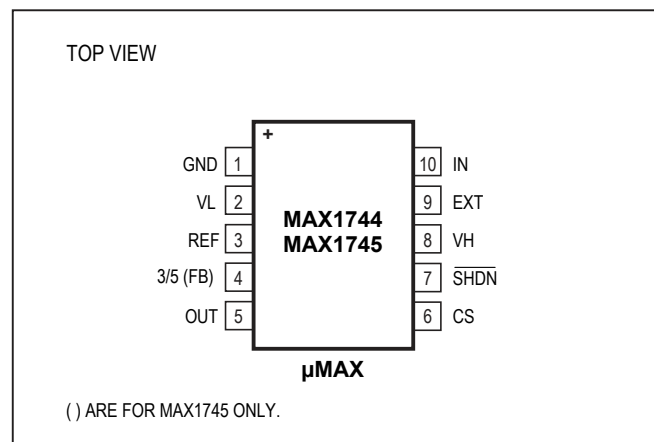 TOP VIEW
+
GND 1
VL 2
REF 3
3/5 (FB) 4
OUT 5
MAX1744
MAX1745
10 IN
9 EXT
8 VH
7 SHDN
6 CS
µMAX
( ) ARE FOR MAX1745 ONLY.